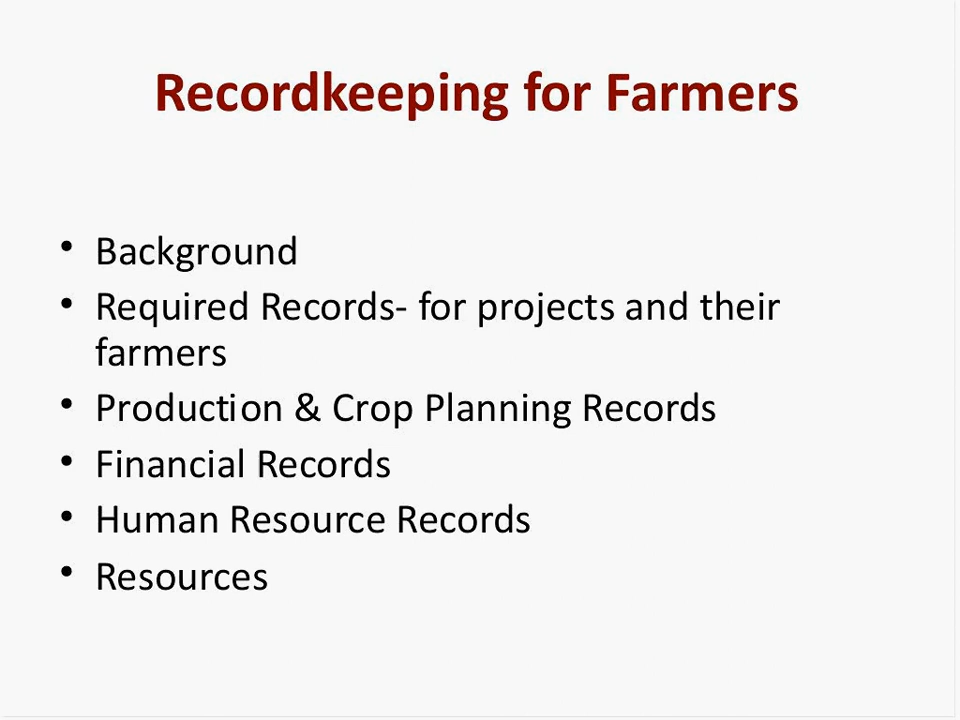 Recordkeeping for Farmers
• Background
• Required Records- for projects and their
farmers
• Production & Crop Planning Records
• Financial Records
• Human Resource Records
• Resources